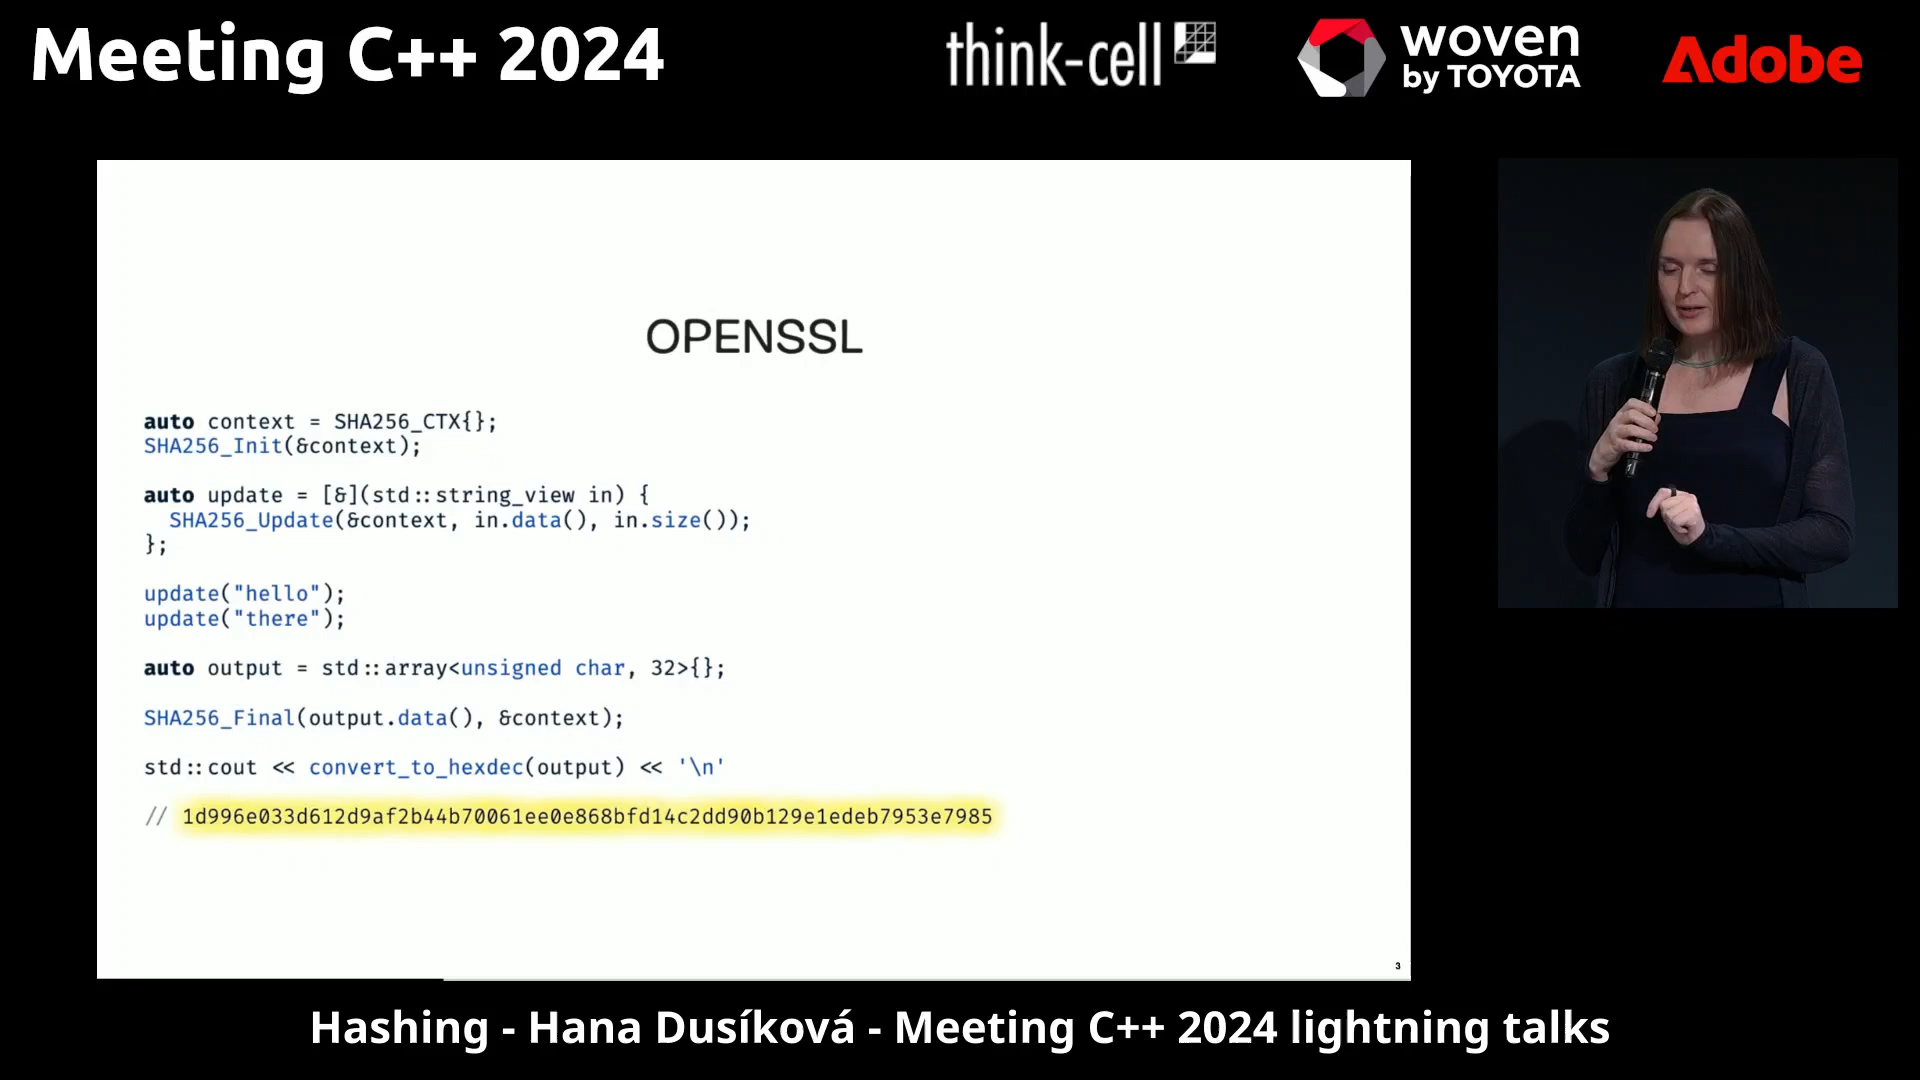 Meeting C++ 2024
think-cell
woven
by TOYOTA
Adobe
OPENSSL
auto context = SHA256_CTX{};
SHA256_Init(&context);
auto update = [&](std::string_view in) {
SHA256_Update(&context, in.data(), in.size());
};
update("hello");
update("there");
auto output = std::array<unsigned char, 32>{};
SHA256_Final(output.data(), &context);
std::cout << convert_to_hexdec(output) << '\n'
// 1d996e033d612d9af2b44b70061ee0e868bfd14c2dd90b129e1edeb7953e7985
3
Hashing - Hana Dusíková - Meeting C++ 2024 lightning talks